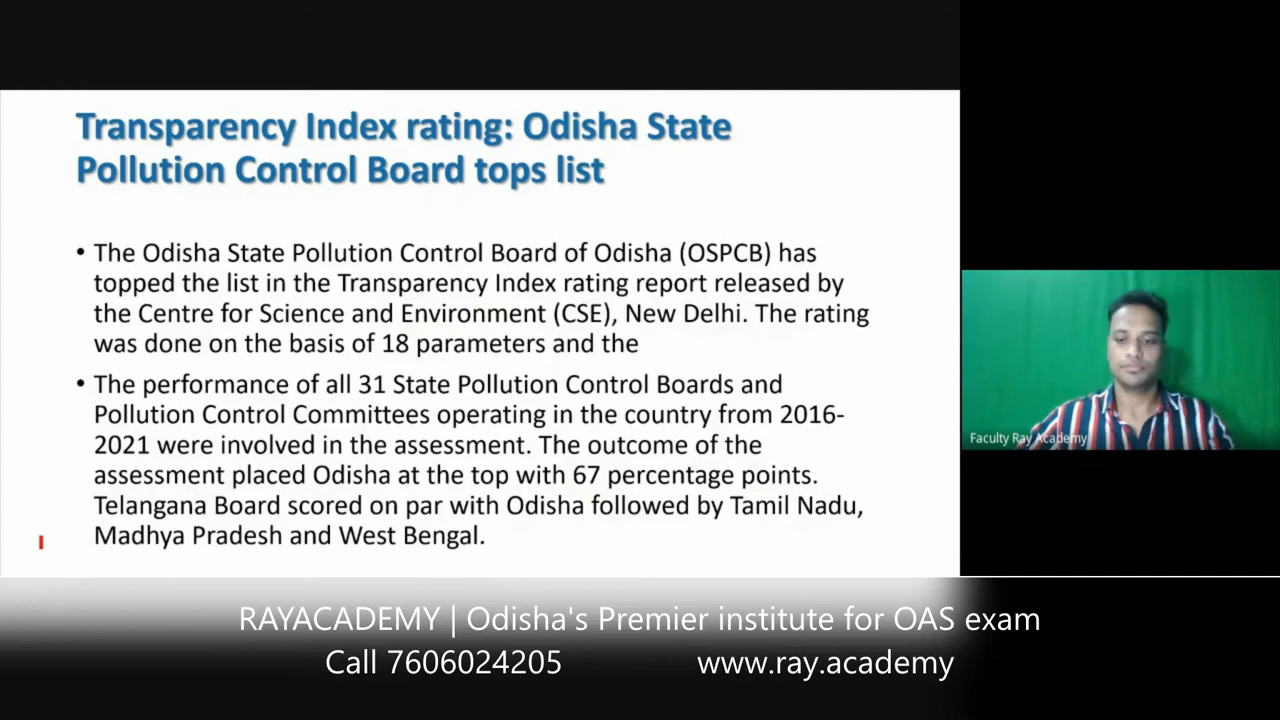 Transparency Index rating: Odisha State
Pollution Control Board tops list
• The Odisha State Pollution Control Board of Odisha (OSPCB) has
topped the list in the Transparency Index rating report released by
the Centre for Science and Environment (CSE), New Delhi. The rating
was done on the basis of 18 parameters and the
• The performance of all 31 State Pollution Control Boards and
Pollution Control Committees operating in the country from 2016-
2021 were involved in the assessment. The outcome of the
assessment placed Odisha at the top with 67 percentage points.
Telangana Board scored on par with Odisha followed by Tamil Nadu,
Madhya Pradesh and West Bengal.
Faculty Ray Academy
RAYACADEMY | Odisha's Premier institute for OAS exam
Call 7606024205 www.ray.academy